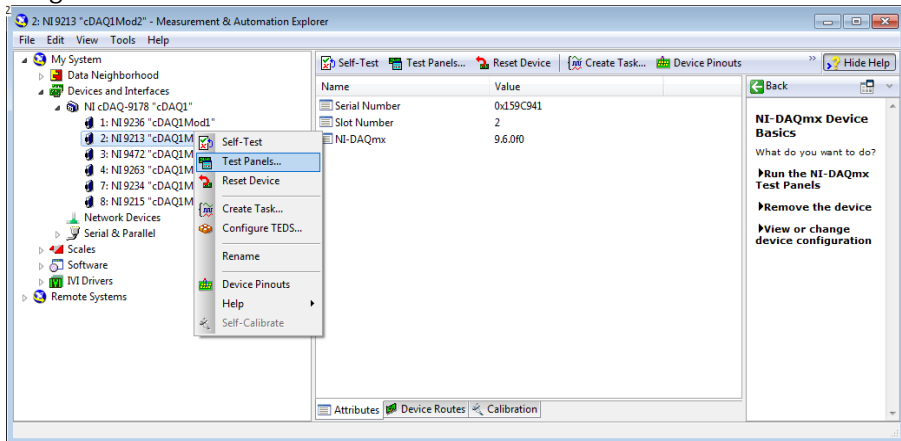 2: NI 9213 "cDAQ1Mod2" - Measurement & Automation Explorer
File Edit View Tools Help
My System
Data Neighborhood
Devices and Interfaces
NI cDAQ-9178 "cDAQ1"
1: NI 9236 "cDAQ1Mod1"
2: NI 9213 "cDAQ1M
3: NI 9472 "cDAQ1M
4: NI 9263 "cDAQ1M
7: NI 9234 "cDAQ1M
8: NI 9215 "cDAQ1M
Network Devices
Serial & Parallel
Scales
Software
IVI Drivers
Remote Systems
Self-Test
Test Panels...
Reset Device
Create Task...
Configure TEDS...
Rename
Device Pinouts
Help
Self-Calibrate
Self-Test Test Panels... Reset Device Create Task... Device Pinouts » Hide Help
Name Value
Serial Number 0x159C941
Slot Number 2
NI-DAQmx 9.6.0f0
Attributes Device Routes Calibration
Back
NI-DAQmx Device
Basics
What do you want to do?
Run the NI-DAQmx
Test Panels
Remove the device
View or change
device configuration